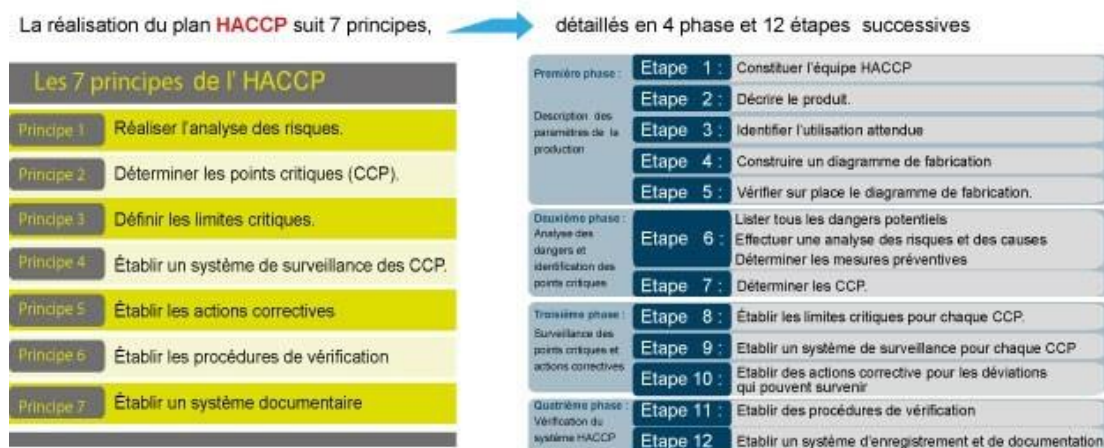 La réalisation du plan HACCP suit 7 principes,
détaillés en 4 phase et 12 étapes successives
Les 7 principes de l' HACCP
Principe 1 Réaliser l'analyse des risques.
Principe 2 Déterminer les points critiques (CCP).
Principe 3 Définir les limites critiques.
Principe 4 Établir un système de surveillance des CCP.
Principe 5 Établir les actions correctives
Principe 6 Établir les procédures de vérification
Principe 7 Établir un système documentaire
Première phase :
Description des
paramètres de la
production
Etape 1 : Constituer l'équipe HACCP
Etape 2 : Décrire le produit.
Etape 3 : Identifier l'utilisation attendue
Etape 4 : Construire un diagramme de fabrication
Etape 5 : Vérifier sur place le diagramme de fabrication.
Deuxième phase :
Analyse des
dangers et
identification des
points critiques
Etape 6 :
Lister tous les dangers potentiels
Effectuer une analyse des risques et des causes
Déterminer les mesures préventives
Etape 7 : Déterminer les CCP.
Troisième phase :
Surveillance des
points critiques et
actions correctives
Etape 8 : Établir les limites critiques pour chaque CCP.
Etape 9 : Etablir un système de surveillance pour chaque CCP
Etape 10 : Etablir des actions corrective pour les déviations
qui pouvent survenir
Quatrième phase :
Vérification du
système HACCP
Etape 11 : Etablir des procédures de vérification
Etape 12 Etablir un système d'enregistrement et de documentation